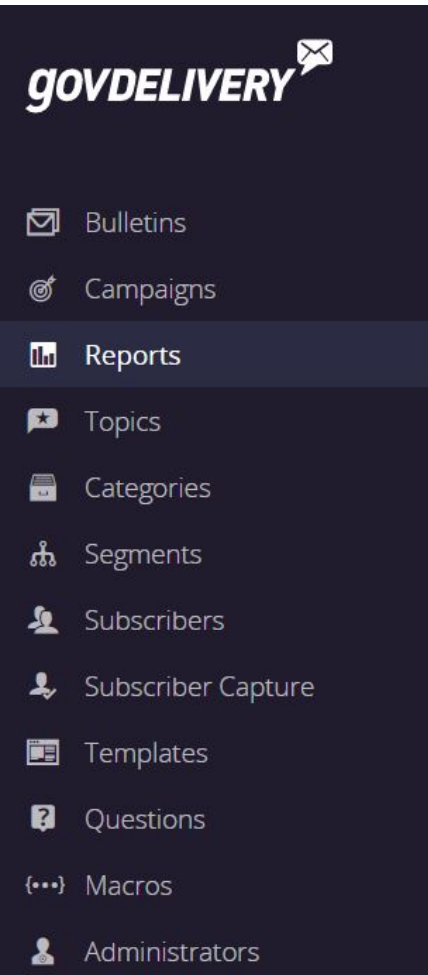 govDELIVERY
Bulletins
Campaigns
Reports
Topics
Categories
Segments
Subscribers
Subscriber Capture
Templates
Questions
{•••} Macros
Administrators